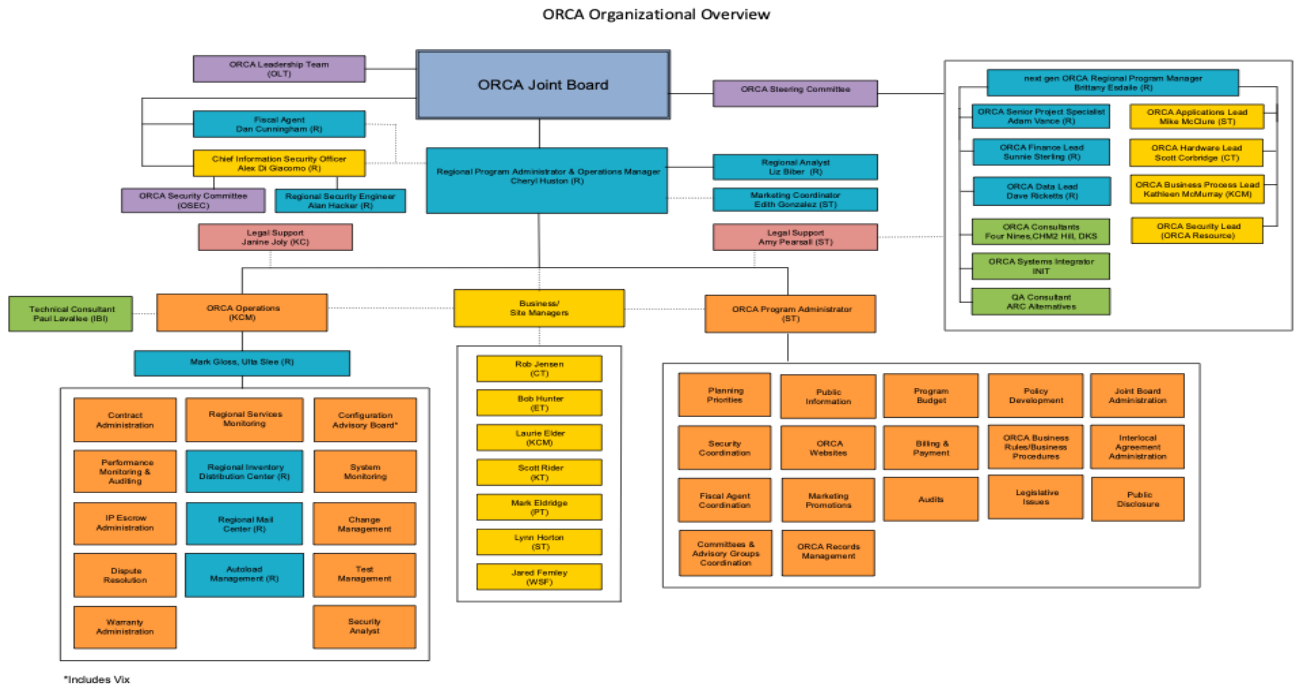 ORCA Organizational Overview
ORCA Leadership Team
(OLT)
ORCA Joint Board
ORCA Steering Committee
Fiscal Agent
Dan Cunningham (R)
Chief Information Security Officer
Alex Di Giacomo (R)
ORCA Security Committee
(OSEC)
Regional Security Engineer
Alan Hacker (R)
Regional Program Administrator & Operations Manager
Cheryl Huston (R)
Regional Analyst
Liz Biber (R)
Marketing Coordinator
Edith Gonzalez (ST)
Legal Support
Janine Joly (KC)
Legal Support
Amy Pearsall (ST)
next gen ORCA Regional Program Manager
Brittany Esdaile (R)
ORCA Senior Project Specialist
Adam Vance (R)
ORCA Finance Lead
Sunnie Sterling (R)
ORCA Data Lead
Dave Ricketts (R)
ORCA Consultants
Four Nines,CHM2 Hill, DKS
ORCA Systems Integrator
INIT
QA Consultant
ARC Alternatives
ORCA Applications Lead
Mike McClure (ST)
ORCA Hardware Lead
Scott Corbridge (CT)
ORCA Business Process Lead
Kathleen McMurray (KCM)
ORCA Security Lead
(ORCA Resource)
Technical Consultant
Paul Lavallee (IBI)
ORCA Operations
(KCM)
Business/
Site Managers
ORCA Program Administrator
(ST)
Mark Gloss, Ulta Slee (R)
Contract
Administration
Regional Services
Monitoring
Configuration
Advisory Board*
Performance
Monitoring &
Auditing
Regional Inventory
Distribution Center (R)
System
Monitoring
IP Escrow
Administration
Regional Mail
Center (R)
Change
Management
Dispute
Resolution
Autoload
Management (R)
Test
Management
Warranty
Administration
Security
Analyst
Rob Jensen
(CT)
Bob Hunter
(ET)
Laurie Elder
(KCM)
Scott Rider
(KT)
Mark Eldridge
(PT)
Lynn Horton
(ST)
Jared Femley
(WSF)
Planning
Priorities
Public
Information
Program
Budget
Policy
Development
Joint Board
Administration
Security
Coordination
ORCA
Websites
Billing &
Payment
ORCA Business
Rules/Business
Procedures
Interlocal
Agreement
Administration
Fiscal Agent
Coordination
Marketing
Promotions
Audits
Legislative
Issues
Public
Disclosure
Committees &
Advisory Groups
Coordination
ORCA Records
Management
*Includes Vix